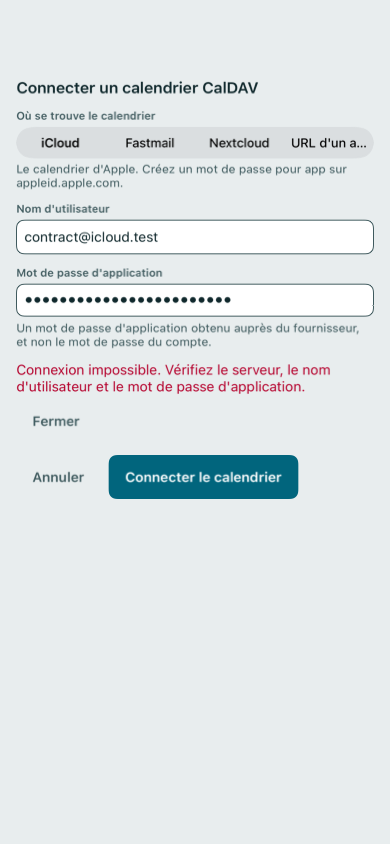 Connecter un calendrier CalDAV
Où se trouve le calendrier
iCloud
Fastmail
Nextcloud
URL d'un a...
Le calendrier d'Apple. Créez un mot de passe pour app sur
appleid.apple.com.
Nom d'utilisateur
contract@icloud.test
Mot de passe d'application
Un mot de passe d'application obtenu auprès du fournisseur,
et non le mot de passe du compte.
Connexion impossible. Vérifiez le serveur, le nom
d'utilisateur et le mot de passe d'application.
Fermer
Annuler
Connecter le calendrier